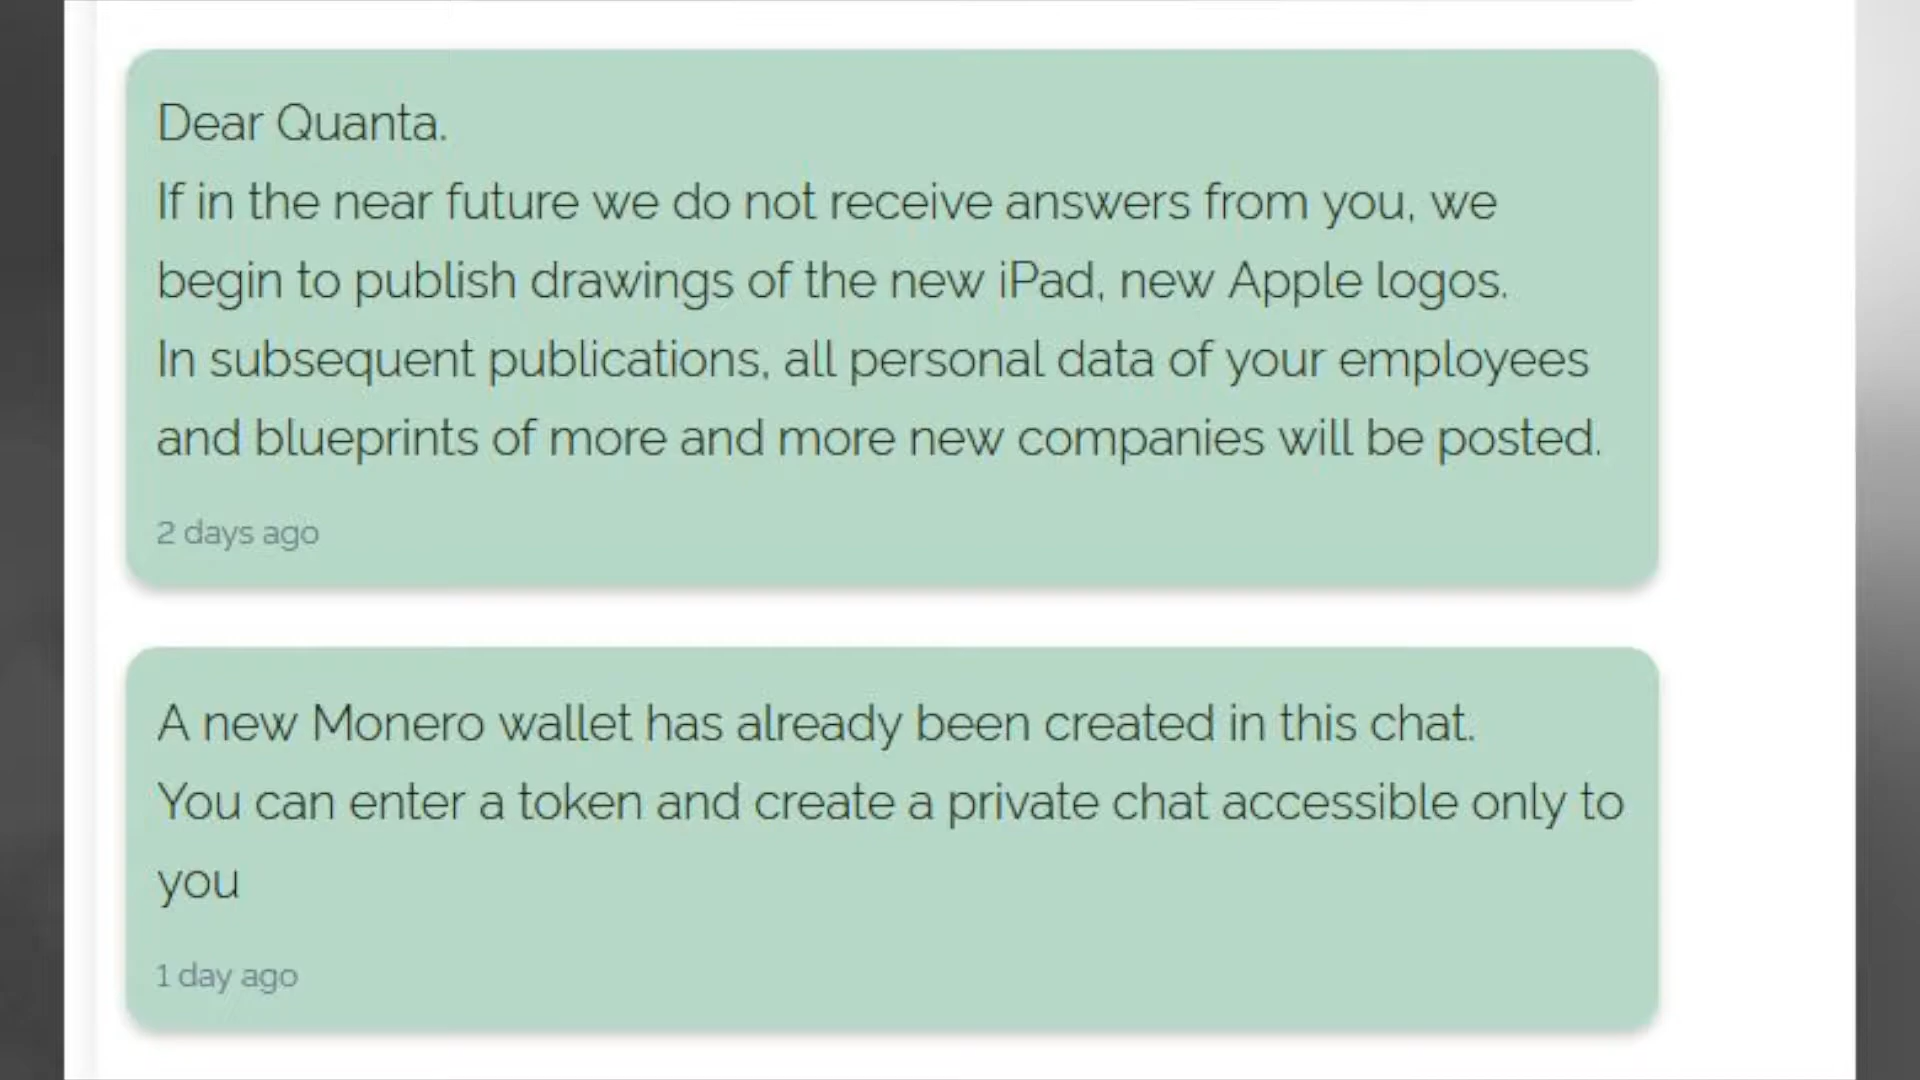 Dear Quanta.
If in the near future we do not receive answers from you, we
begin to publish drawings of the new iPad, new Apple logos.
In subsequent publications, all personal data of your employees
and blueprints of more and more new companies will be posted.
2 days ago
A new Monero wallet has already been created in this chat.
You can enter a token and create a private chat accessible only to
you
1 day ago